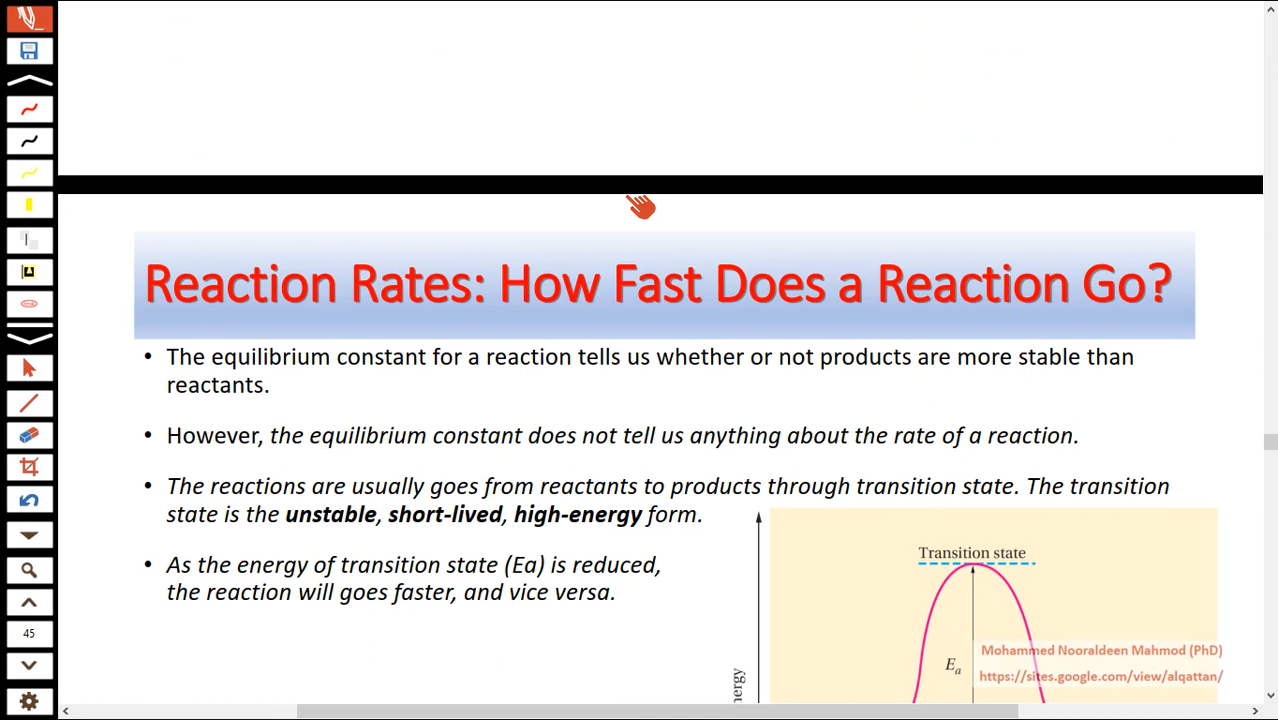 Reaction Rates: How Fast Does a Reaction Go?
• The equilibrium constant for a reaction tells us whether or not products are more stable than
reactants.
• However, the equilibrium constant does not tell us anything about the rate of a reaction.
• The reactions are usually goes from reactants to products through transition state. The transition
state is the unstable, short-lived, high-energy form.
• As the energy of transition state (Ea) is reduced,
the reaction will goes faster, and vice versa.
Transition state
Ea
Mohammed Nooraldeen Mahmod (PhD)
https://sites.google.com/view/alqattan/
45